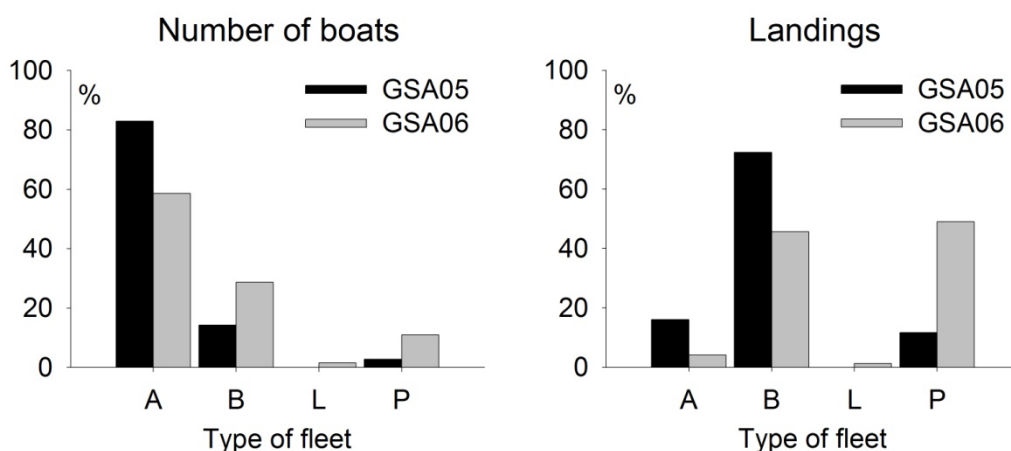 Number of boats
100
80
60
40
20
0
%
GSA05
GSA06
A B L P
Type of fleet
Landings
100
80
60
40
20
0
%
GSA05
GSA06
A B L P
Type of fleet